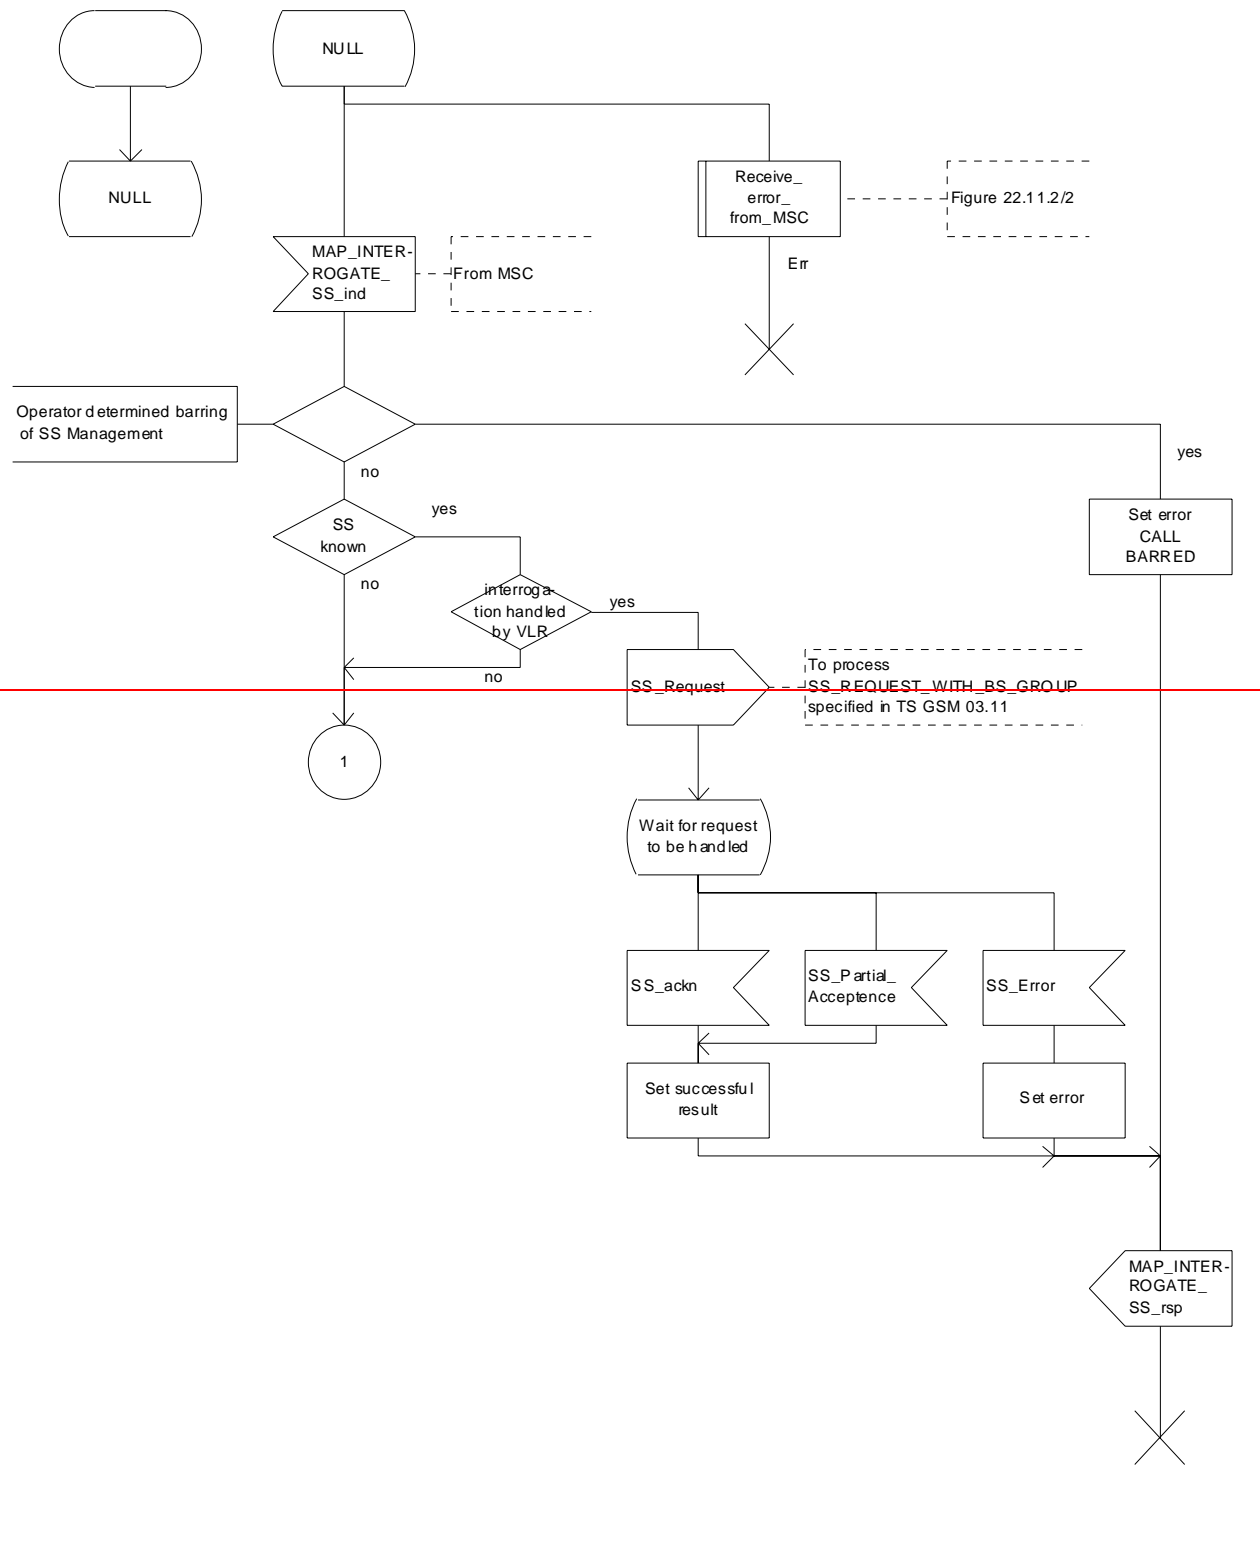 NULL
NULL
Receive_
error_
from_MSC
Figure 22.11.2/2
MAP_INTER-
ROGATE_
SS_ind
From MSC
Err
Operator determined barring
of SS Management
no
yes
SS
known
yes
no
Set error
CALL
BARRED
interroga-
tion handled
by VLR
yes
no
SS_Request
To process
SS_REQUEST_WITH_BS_GROUP
specified in TS GSM 03.11
1
Wait for request
to be handled
SS_ackn
SS_Partial_
Acceptence
SS_Error
Set successful
result
Set error
MAP_INTER-
ROGATE_
SS_rsp